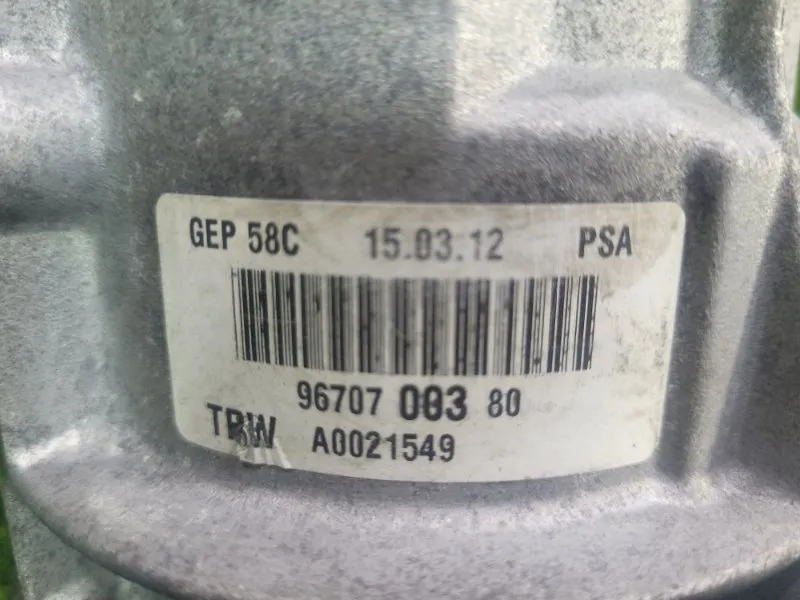 GEP 58C 15.03.12 PSA
96707 003 80
TRW A0021549